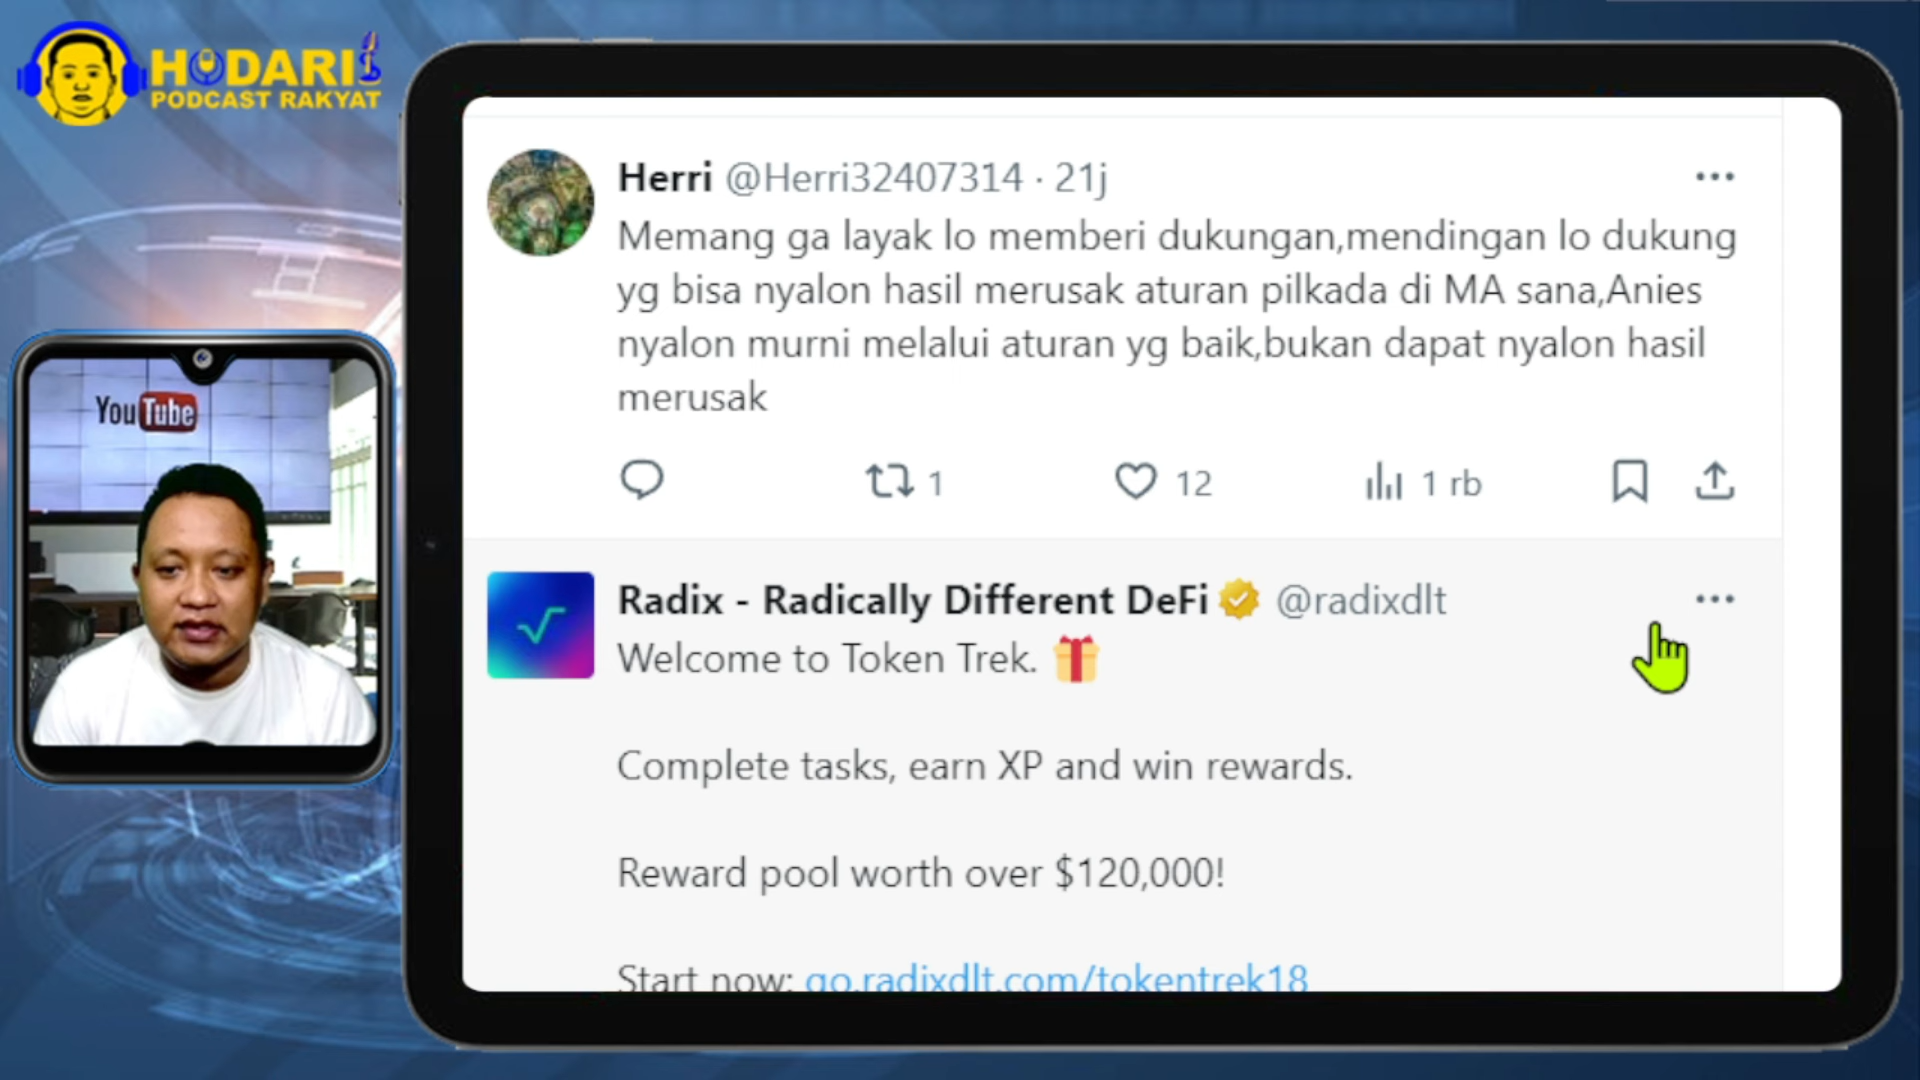 HODARI
PODCAST RAKYAT
YouTube
Herri @Herri32407314 · 21j
Memang ga layak lo memberi dukungan,mendingan lo dukung
yg bisa nyalon hasil merusak aturan pilkada di MA sana,Anies
nyalon murni melalui aturan yg baik,bukan dapat nyalon hasil
merusak
1
12
1 rb
Radix - Radically Different DeFi @radixdlt
Welcome to Token Trek.
Complete tasks, earn XP and win rewards.
Reward pool worth over $120,000!
Start now: go.radixdlt.com/tokentrek18